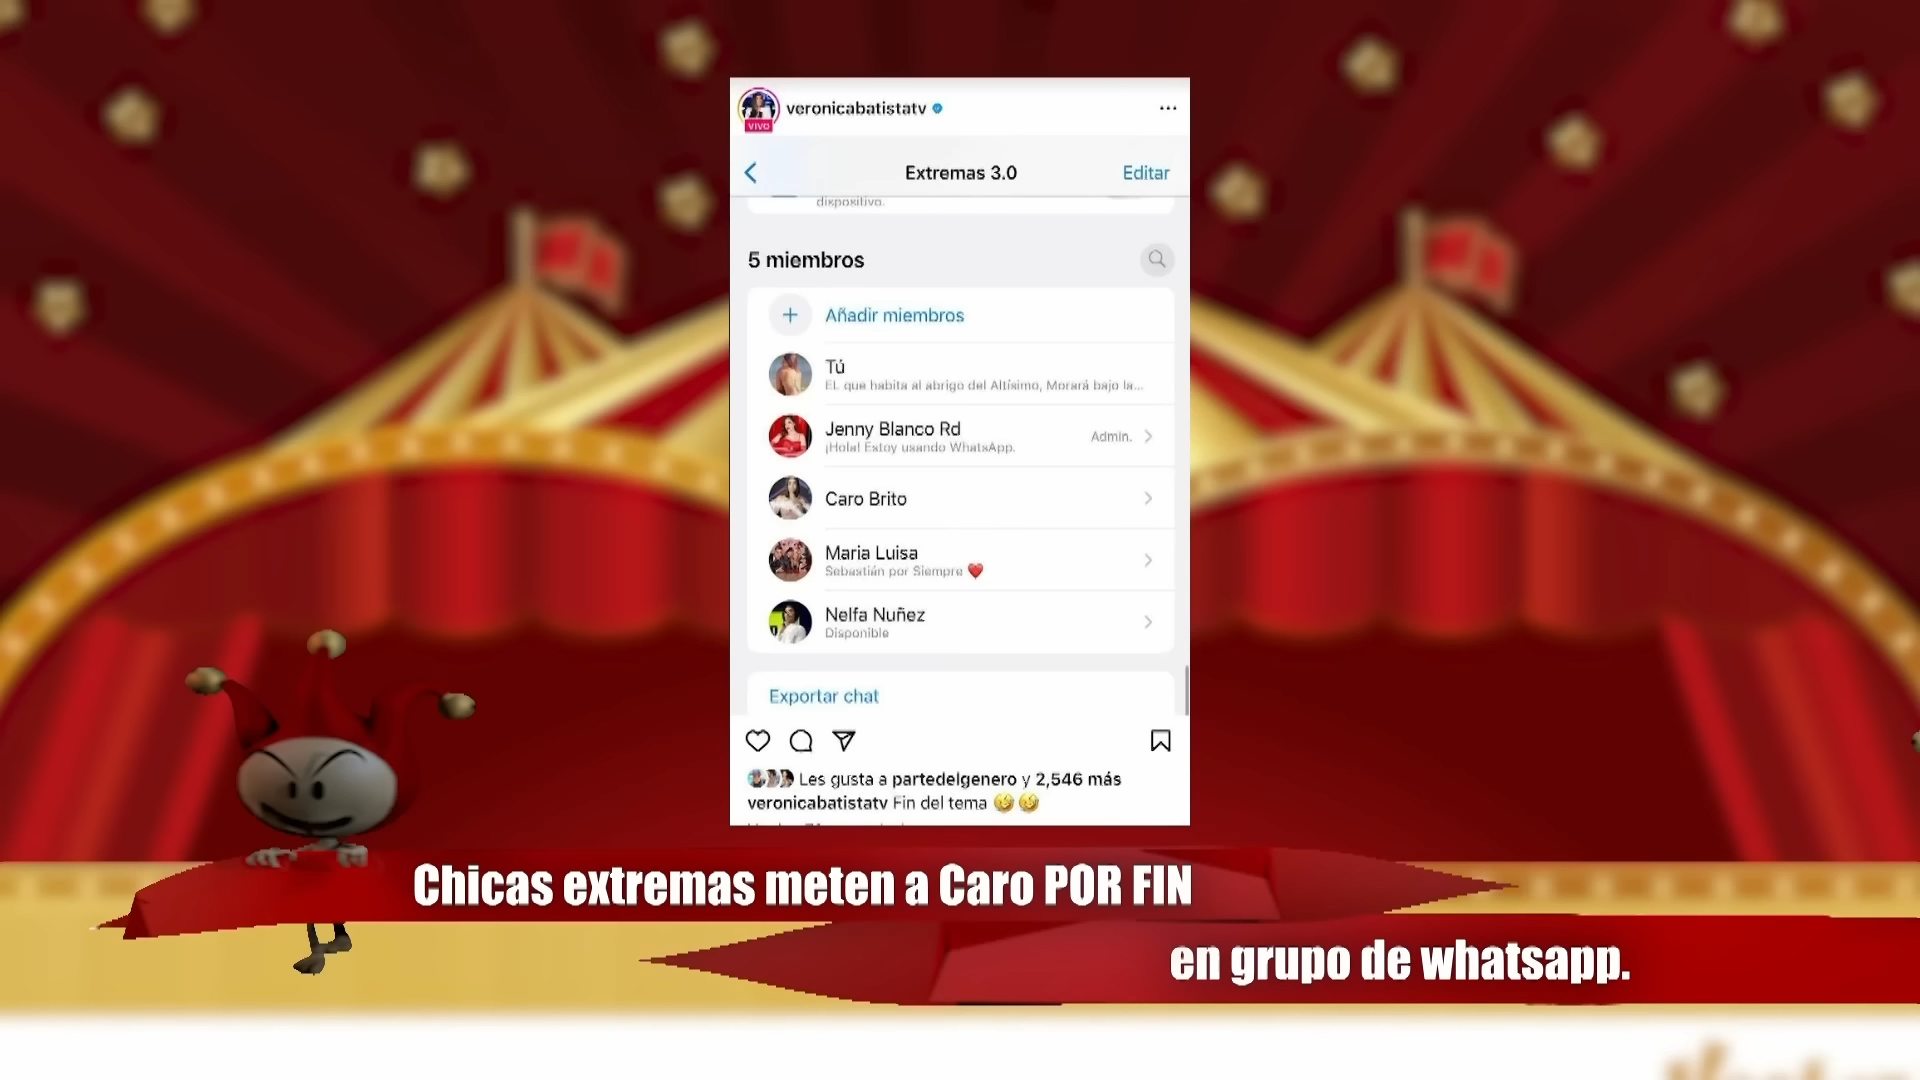 veronicabatistatv
VIVO
Extremas 3.0
Editar
dispositivo.
5 miembros
Añadir miembros
Tú
EL que habita al abrigo del Altísimo, Morará bajo la...
Jenny Blanco Rd
¡Hola! Estoy usando WhatsApp.
Admin.
Caro Brito
Maria Luisa
Sebastián por Siempre ❤️
Nelfa Nuñez
Disponible
Exportar chat
Les gusta a partedelgenero y 2,546 más
veronicabatistatv Fin del tema 🤣🤣
Chicas extremas meten a Caro POR FIN
en grupo de whatsapp.